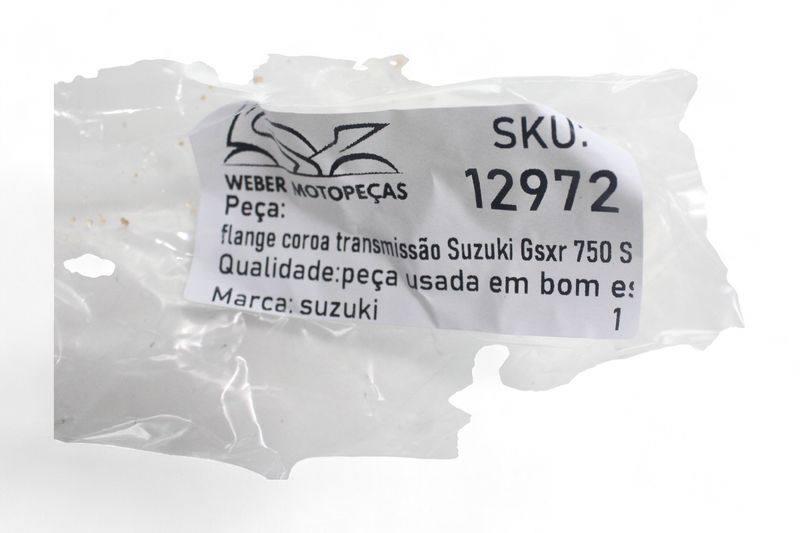 SKU:
12972
WEBER MOTOPEÇAS
Peça:
flange coroa transmissão Suzuki Gsxr 750 S
Qualidade:peça usada em bom es
Marca: suzuki
1